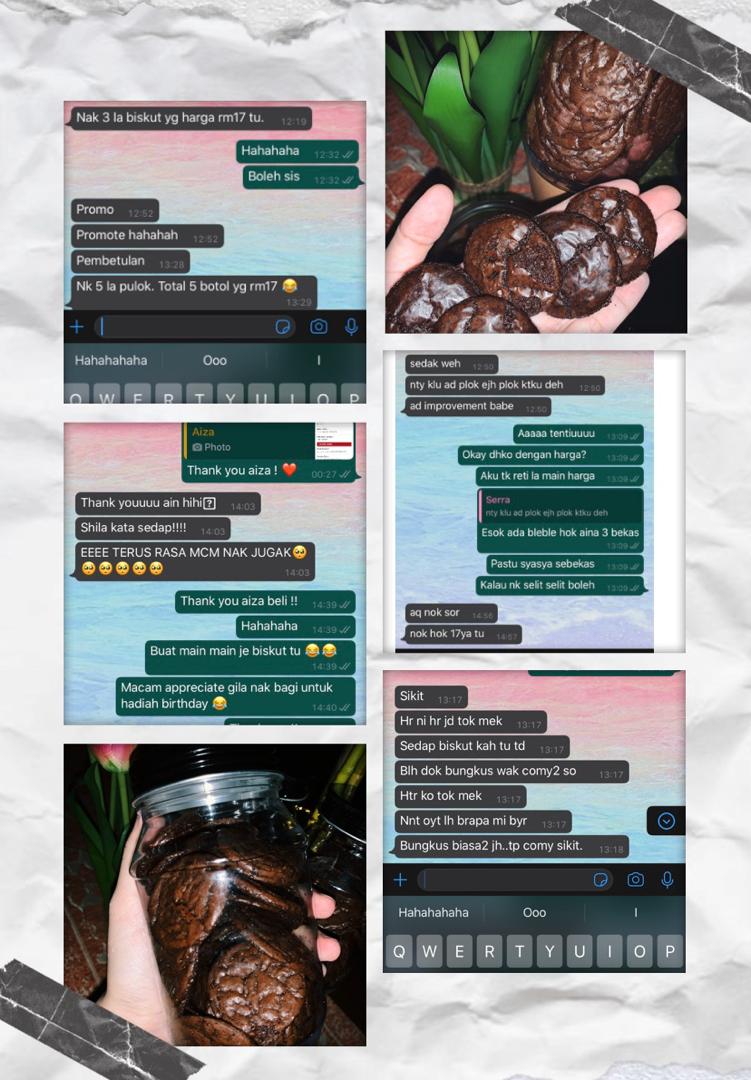 Nak 3 la biskut yg harga rm17 tu. 12:19
Hahahaha 12:32
Boleh sis 12:32
Promo 12:52
Promote hahahah 12:52
Pembetulan 13:28
Nk 5 la pulok. Total 5 botol yg rm17 😂 13:29
Hahahahaha Ooo I
Q W E R T Y U I O P
Aiza
Photo
Thank you aiza ! ❤️ 00:27
Thank youuuu ain hihi 14:03
Shila kata sedap!!!! 14:03
EEEE TERUS RASA MCM NAK JUGAK🥺
🥺🥺🥺🥺🥺 14:03
Thank you aiza beli !! 14:39
Hahahaha 14:39
Buat main main je biskut tu 😂😂
14:39
Macam appreciate gila nak bagi untuk
hadiah birthday 😂 14:40
sedak weh 12:50
nty klu ad plok ejh plok ktku deh 12:50
ad improvement babe 12:50
Aaaaa tentiuuuu 13:09
Okay dhko dengan harga? 13:09
Aku tk reti la main harga 13:09
Serra
nty klu ad plok ejh plok ktku deh
Esok ada bleble hok aina 3 bekas
13:09
Pastu syasya sebekas 13:09
Kalau nk selit selit boleh 13:09
aq nok sor 14:56
nok hok 17ya tu 14:57
Sikit 13:17
Hr ni hr jd tok mek 13:17
Sedap biskut kah tu td 13:17
Blh dok bungkus wak comy2 so 13:17
Htr ko tok mek 13:17
Nnt oyt lh brapa mi byr 13:17
Bungkus biasa2 jh..tp comy sikit. 13:18
Hahahahaha Ooo I
Q W E R T Y U I O P